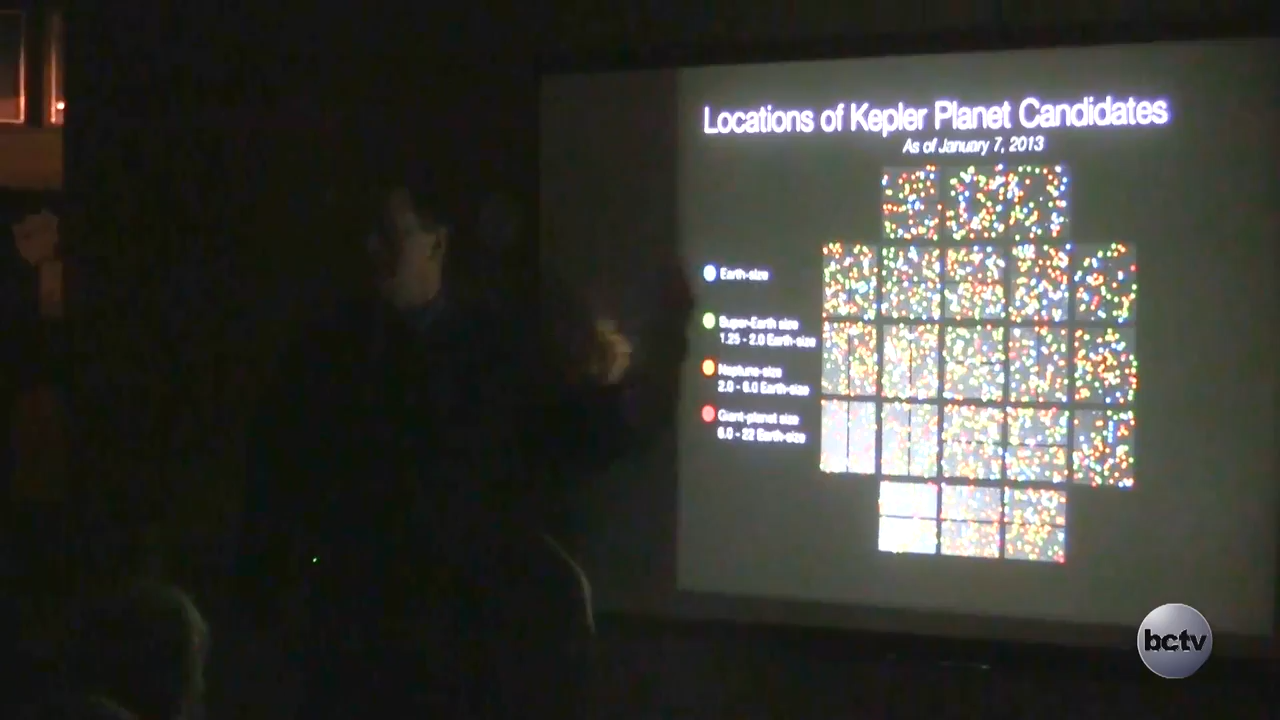 Locations of Kepler Planet Candidates
As of January 7, 2013
Earth-size
Super-Earth size
1.25 - 2.0 Earth-size
Neptune-size
2.0 - 6.0 Earth-size
Giant-planet size
6.0 - 22 Earth-size
bctv